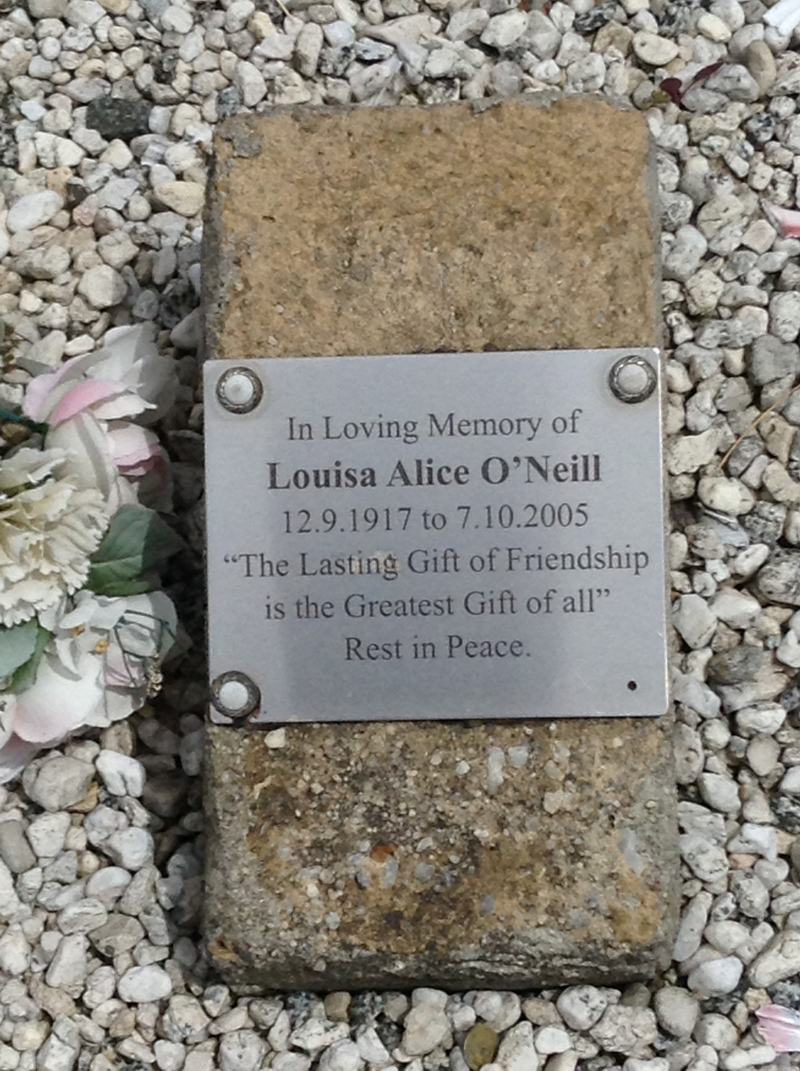 In Loving Memory of
Louisa Alice O’Neill
12.9.1917 to 7.10.2005
“The Lasting Gift of Friendship
is the Greatest Gift of all”
Rest in Peace.